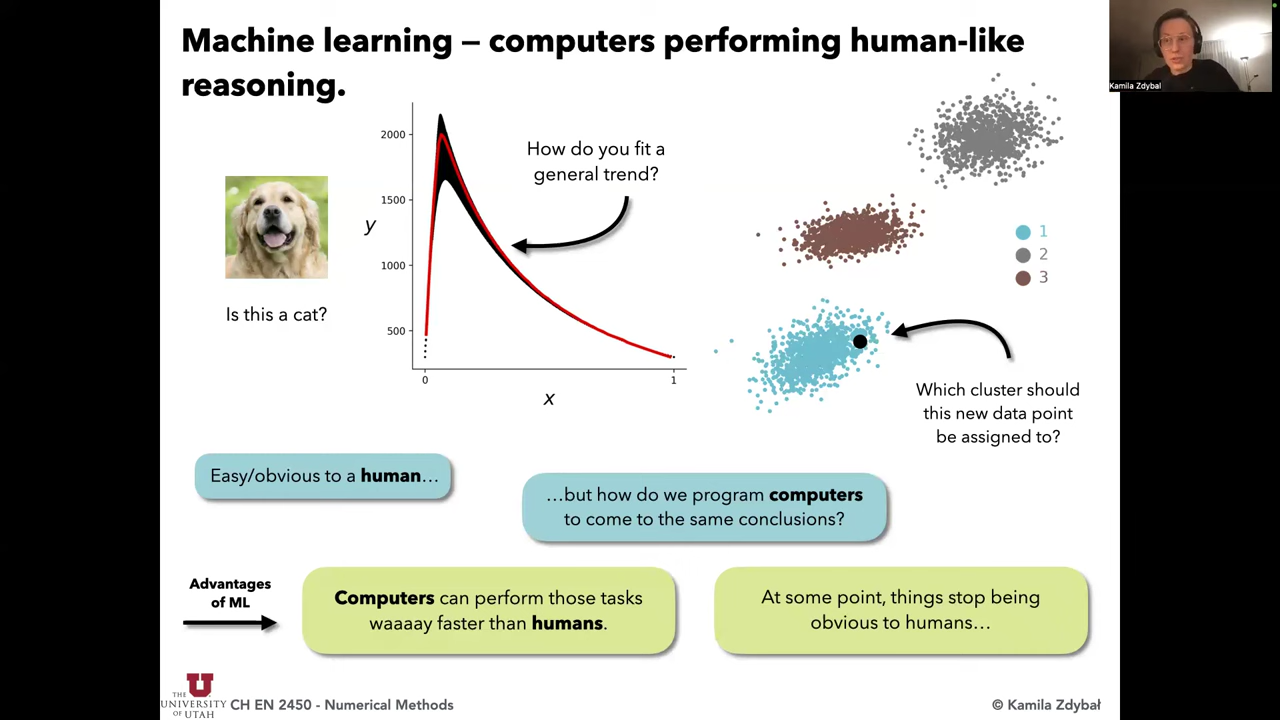 Machine learning – computers performing human-like
reasoning.
Kamila Zdybal
Is this a cat?
2000
1500
1000
500
y
0
1
x
How do you fit a
general trend?
1
2
3
Which cluster should
this new data point
be assigned to?
Easy/obvious to a human…
…but how do we program computers
to come to the same conclusions?
Advantages
of ML
Computers can perform those tasks
waaaay faster than humans.
At some point, things stop being
obvious to humans…
THE
UNIVERSITY
OF UTAH
CH EN 2450 - Numerical Methods
© Kamila Zdybał